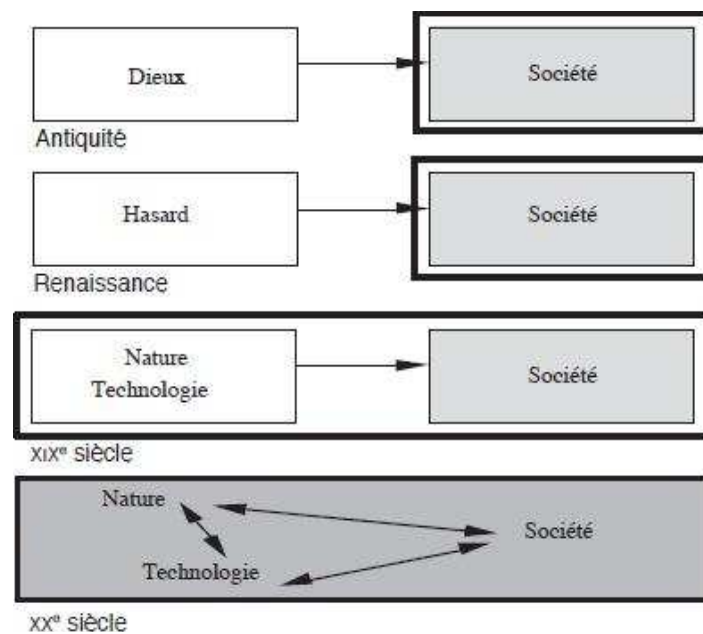 Dieux
Société
Antiquité
Hasard
Société
Renaissance
Nature
Technologie
Société
XIXᵉ siècle
Nature
Société
Technologie
XXᵉ siècle